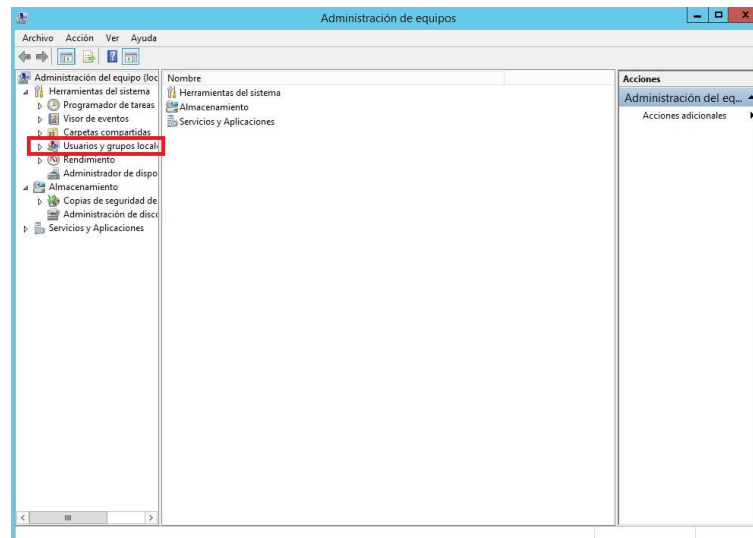 Administración de equipos
Archivo Acción Ver Ayuda
Administración del equipo (loc
Herramientas del sistema
Programador de tareas
Visor de eventos
Carpetas compartidas
Usuarios y grupos locale
Rendimiento
Administrador de dispo
Almacenamiento
Copias de seguridad de
Administración de disco
Servicios y Aplicaciones
Nombre
Herramientas del sistema
Almacenamiento
Servicios y Aplicaciones
Acciones
Administración del eq...
Acciones adicionales